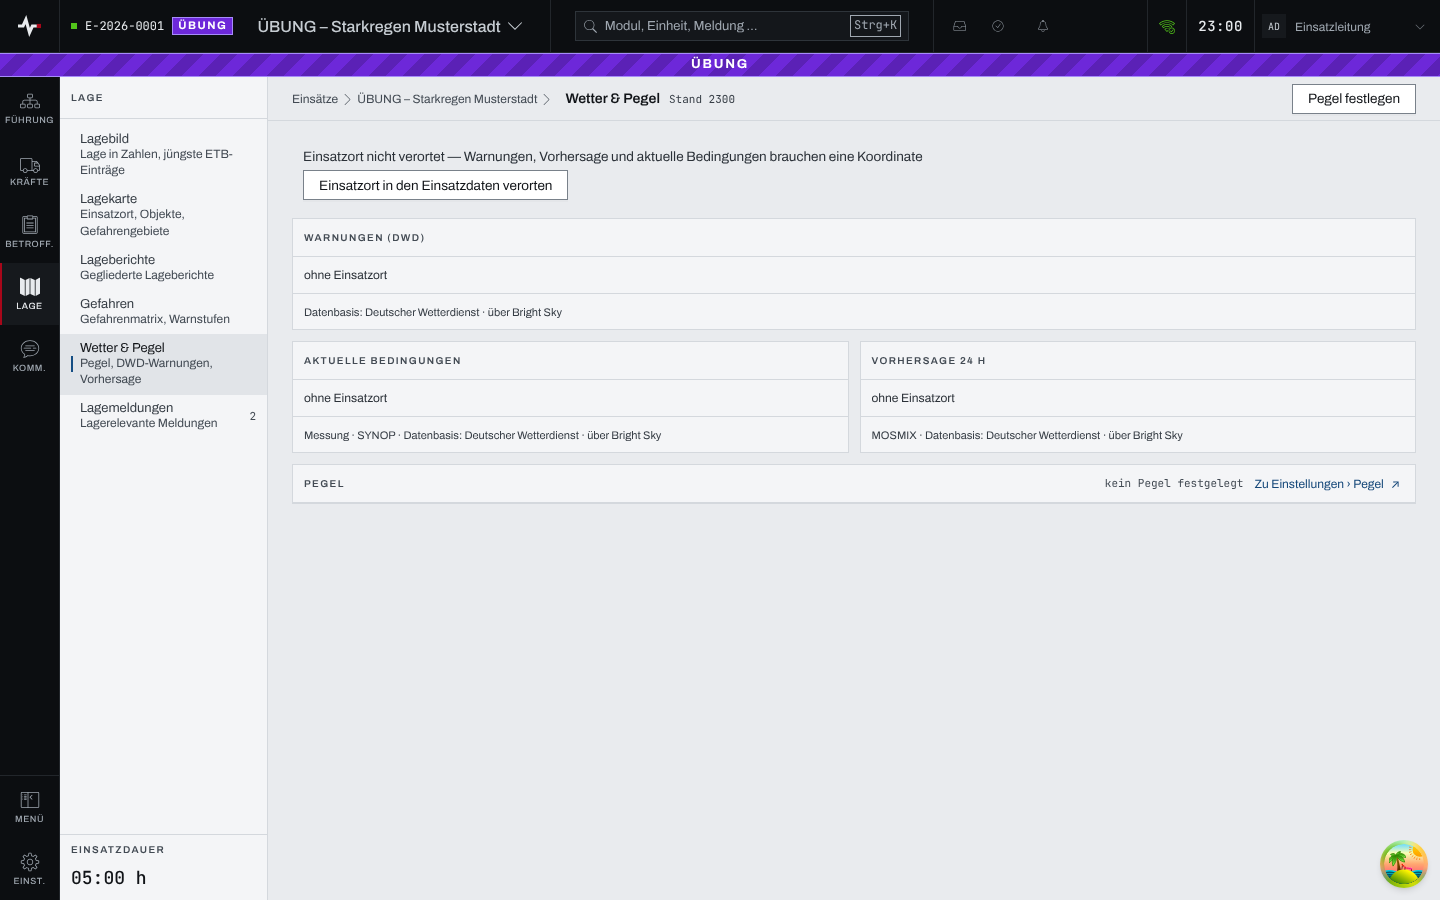 E-2026-0001 ÜBUNG ÜBUNG – Starkregen Musterstadt Modul, Einheit, Meldung ... Strg+K 23:00 AD Einsatzleitung
ÜBUNG
FÜHRUNG
KRÄFTE
BETROFF.
LAGE
KOMM.
MENÜ
EINST.
LAGE
Lagebild
Lage in Zahlen, jüngste ETB-
Einträge
Lagekarte
Einsatzort, Objekte,
Gefahrengebiete
Lageberichte
Gegliederte Lageberichte
Gefahren
Gefahrenmatrix, Warnstufen
Wetter & Pegel
Pegel, DWD-Warnungen,
Vorhersage
Lagemeldungen
Lagerelevante Meldungen 2
EINSATZDAUER
05:00 h
Einsätze ÜBUNG – Starkregen Musterstadt Wetter & Pegel Stand 2300 Pegel festlegen
Einsatzort nicht verortet — Warnungen, Vorhersage und aktuelle Bedingungen brauchen eine Koordinate
Einsatzort in den Einsatzdaten verorten
WARNUNGEN (DWD)
ohne Einsatzort
Datenbasis: Deutscher Wetterdienst · über Bright Sky
AKTUELLE BEDINGUNGEN
ohne Einsatzort
Messung · SYNOP · Datenbasis: Deutscher Wetterdienst · über Bright Sky
VORHERSAGE 24 H
ohne Einsatzort
MOSMIX · Datenbasis: Deutscher Wetterdienst · über Bright Sky
PEGEL kein Pegel festgelegt Zu Einstellungen › Pegel ↗